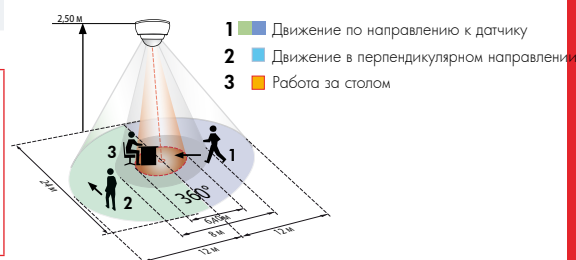 2,50 м
1 Движение по направлению к датчику
2 Движение в перпендикулярном направлении
3 Работа за столом
3
1
2
360°
24 м
6,40м
8 м
12 м
12 м